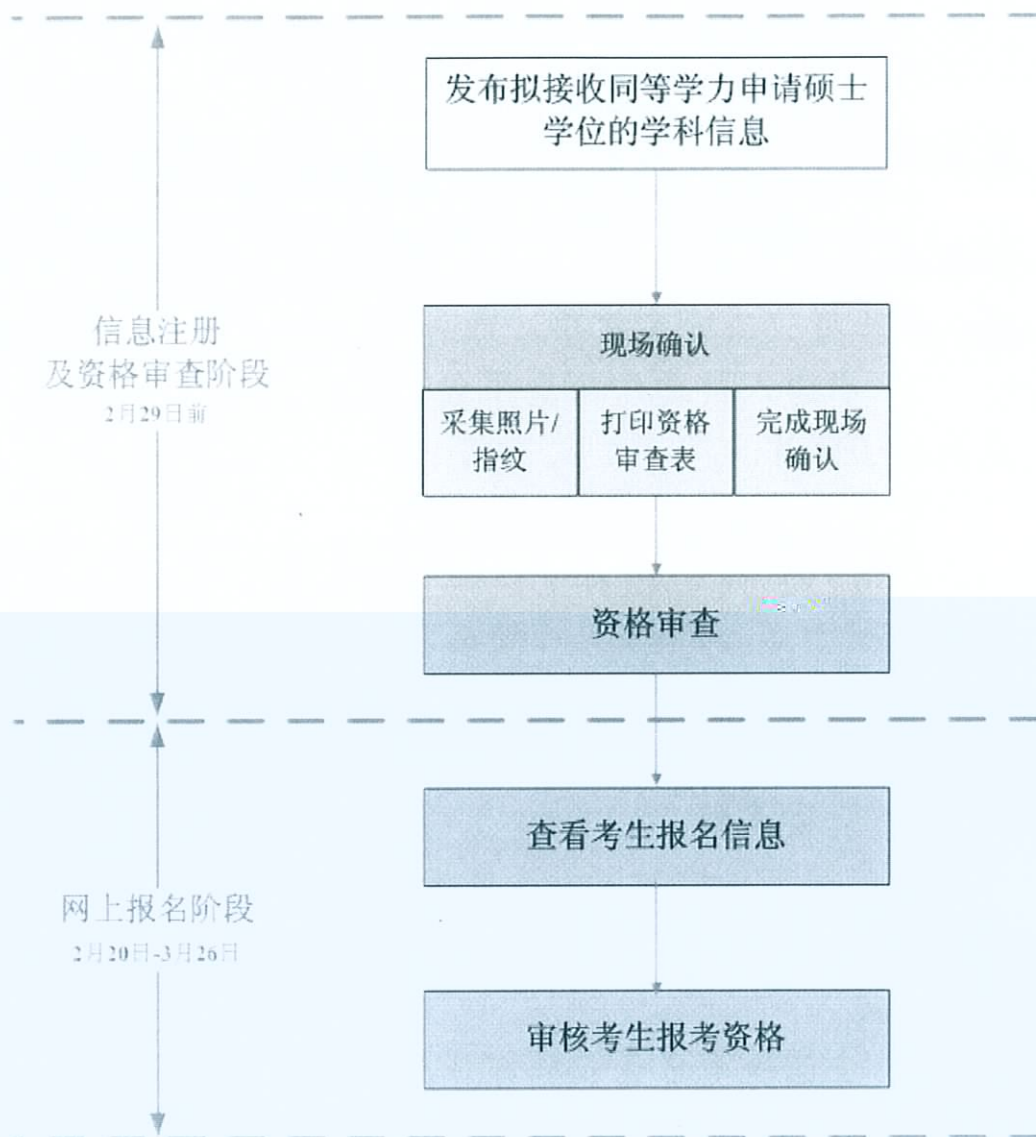 发布拟接收同等学力申请硕士
学位的学科信息
信息注册
及资格审查阶段
2月29日前
现场确认
采集照片/
指纹
打印资格
审查表
完成现场
确认
资格审查
查看考生报名信息
网上报名阶段
2月20日-3月26日
审核考生报考资格